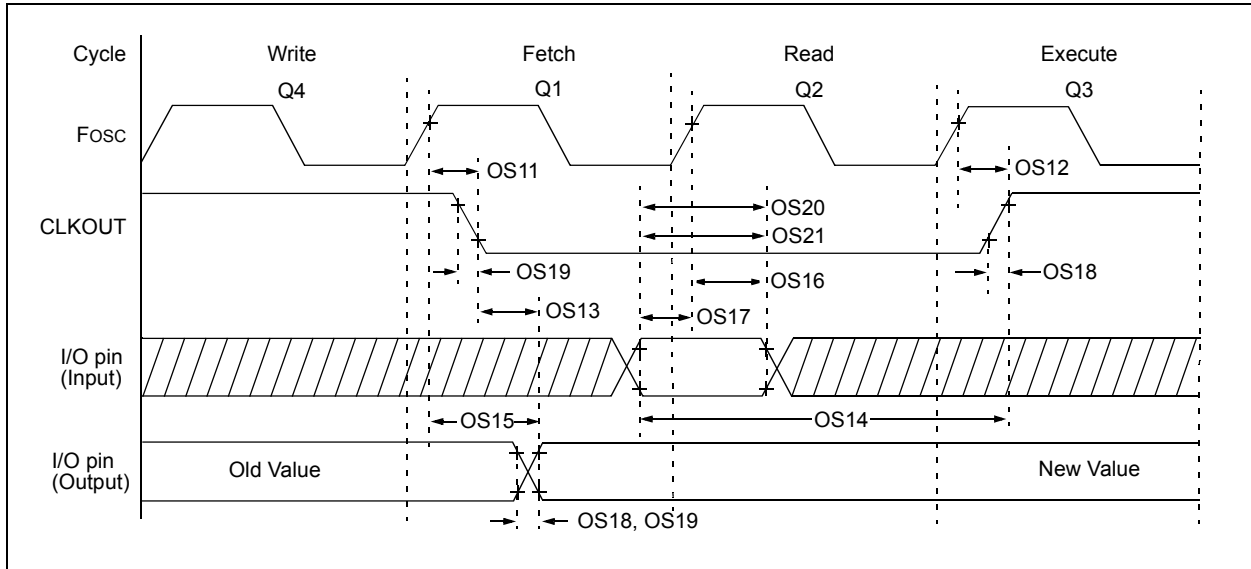 Cycle Write Fetch Read Execute
Q4 Q1 Q2 Q3
FOSC
OS11 OS12
OS20
CLKOUT
OS21
OS19 OS16 OS18
OS13 OS17
I/O pin
(Input)
OS15 OS14
I/O pin
(Output)
Old Value New Value
OS18, OS19